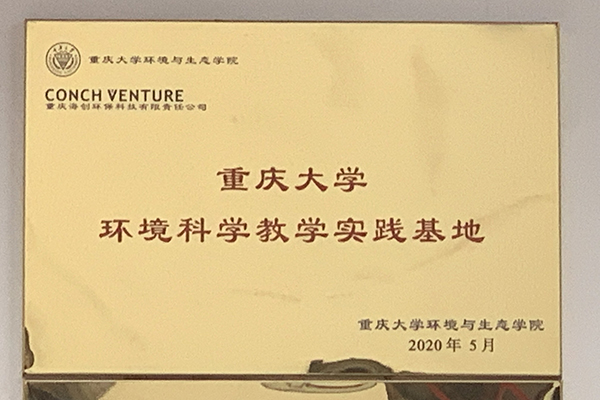 重庆大学环境与生态学院
CONCH VENTURE
重庆海创环保科技有限责任公司
重庆大学
环境科学教学实践基地
重庆大学环境与生态学院
2020年5月